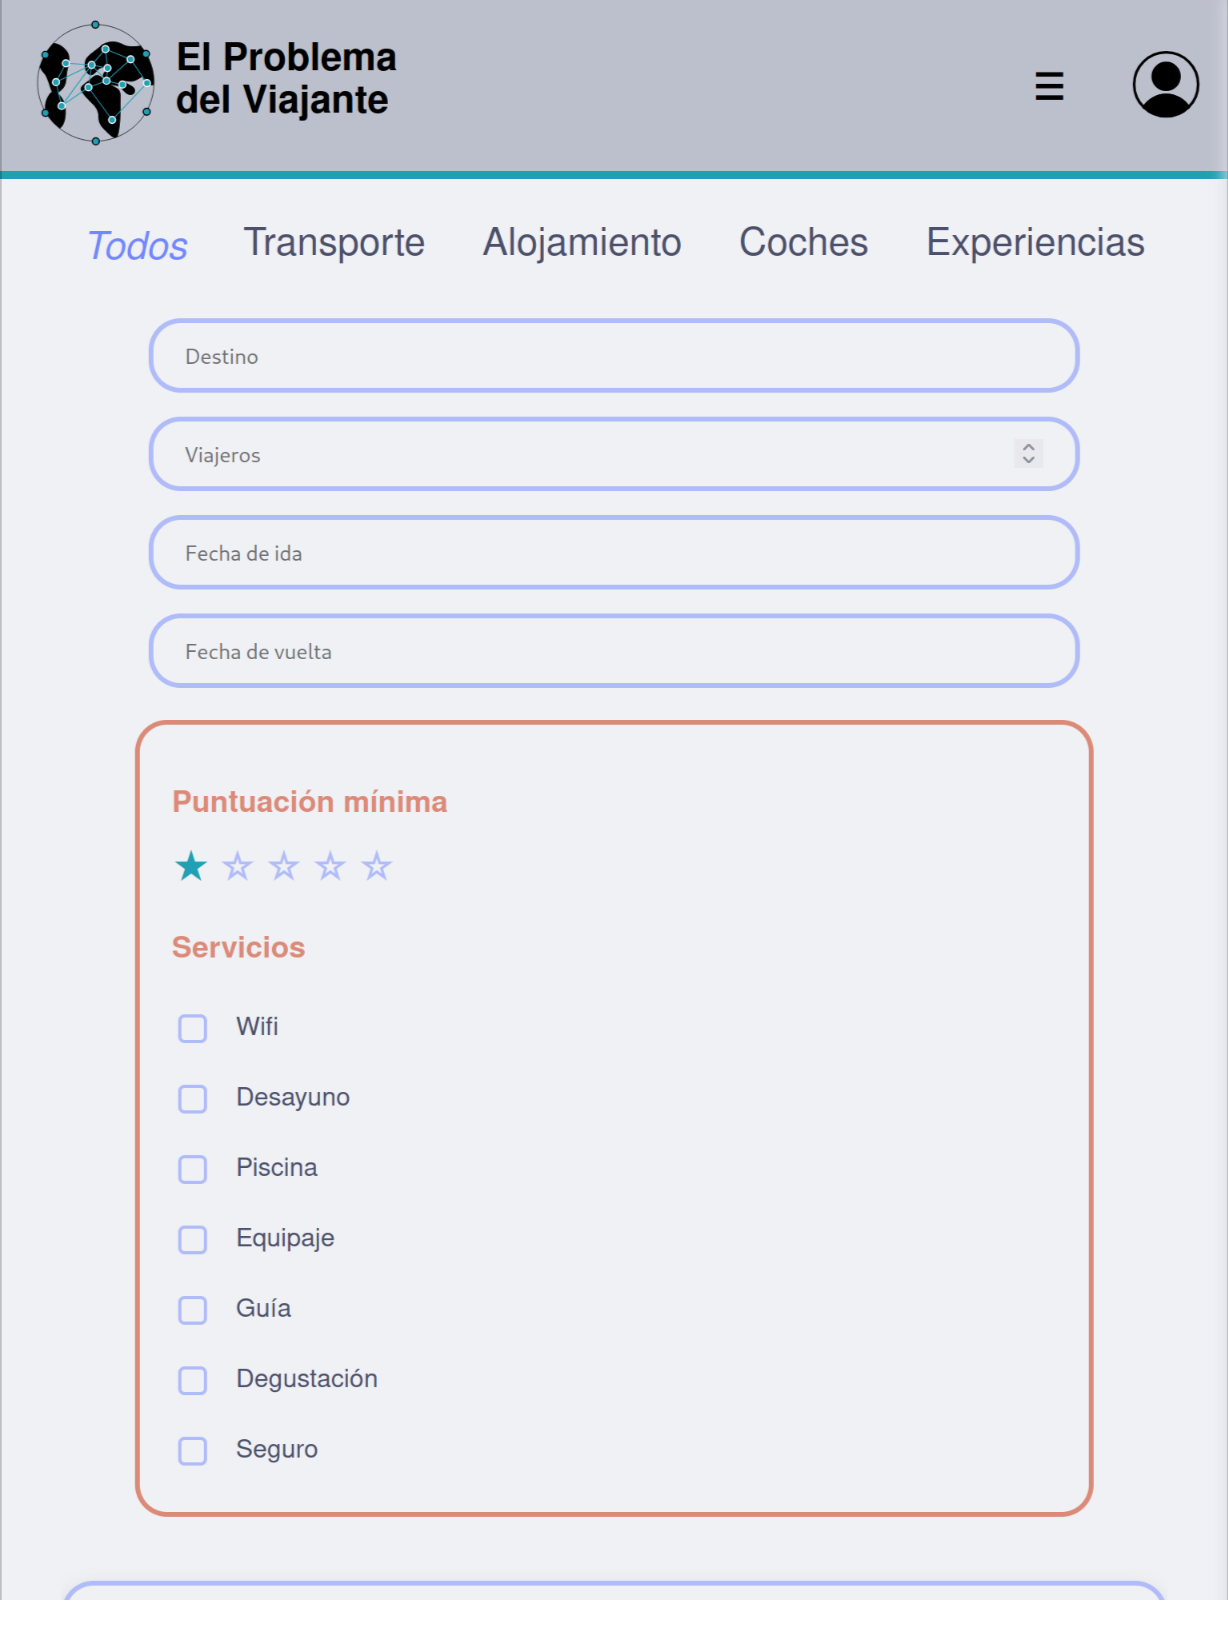 El Problema
del Viajante
Todos Transporte Alojamiento Coches Experiencias
Destino
Viajeros
Fecha de ida
Fecha de vuelta
Puntuación mínima
Servicios
Wifi
Desayuno
Piscina
Equipaje
Guía
Degustación
Seguro